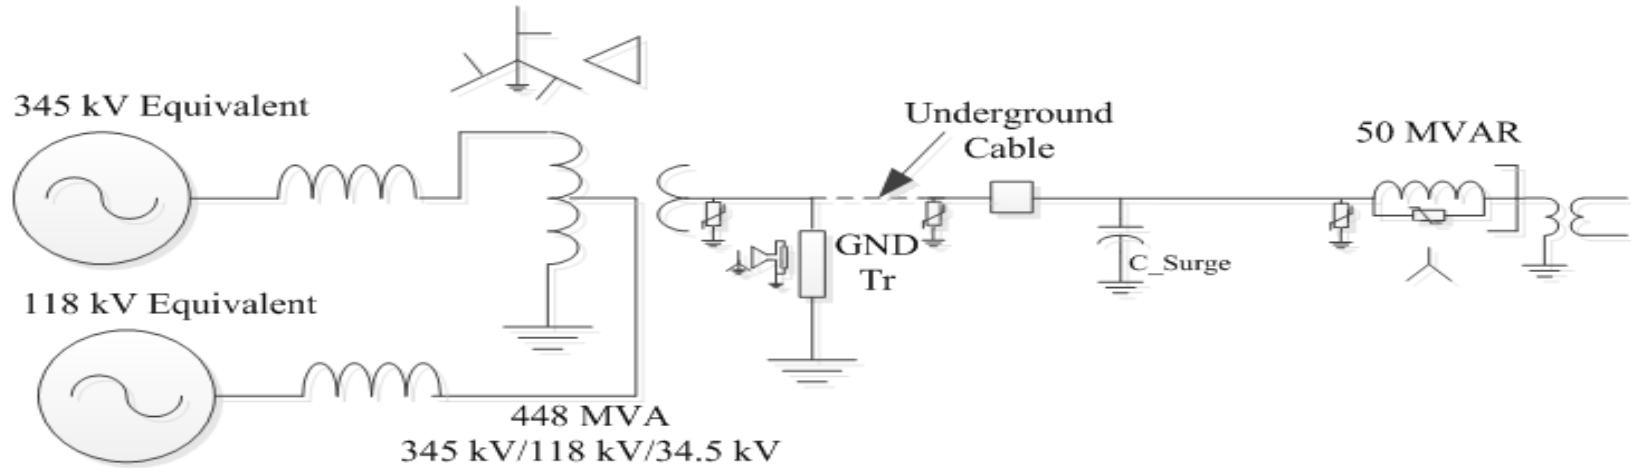 345 kV Equivalent
Underground
Cable
50 MVAR
GND
Tr
C_Surge
118 kV Equivalent
448 MVA
345 kV/118 kV/34.5 kV